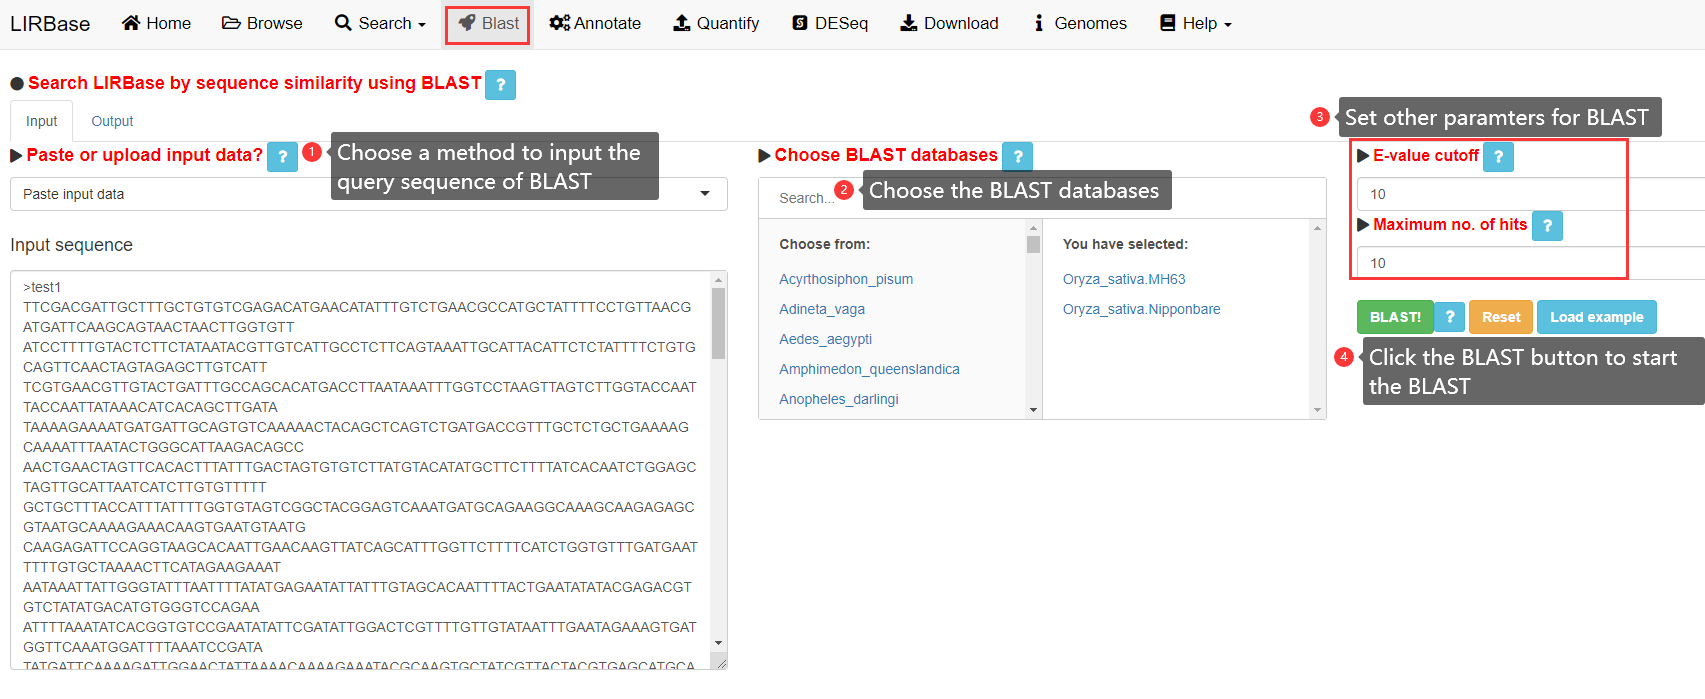 LIRBase Home Browse Search Blast Annotate Quantify DESeq Download Genomes Help
Search LIRBase by sequence similarity using BLAST ?
Input Output
Paste or upload input data? ?
1 Choose a method to input the
query sequence of BLAST
Paste input data
Input sequence
>test1
TTCGACGATTGCTTTGCTGTGTCGAGACATGAACATATTTGTCTGAACGCCATGCTATTTTCCTGTTAACG
ATGATTCAAGCAGTAACTAACTTGGTGTT
ATCCTTTTGTACTCTTCTATAATACGTTGTCATTGCCTCTTCAGTAAATTGCATTACATTCTCTATTTTCTGTG
CAGTTCAACTAGTAGAGCTTGTCATT
TCGTGAACGTTGTACTGATTTGCCAGCACATGACCTTAATAAATTTGGTCCTAAGTTAGTCTTGGTACCAAT
TACCAATTATAAACATCACAGCTTGATA
TAAAAGAAAATGATGATTGCAGTGTCAAAAACTACAGCTCAGTCTGATGACCGTTTGCTCTGCTGAAAAG
CAAAATTTAATACTGGGCATTAAGACAGCC
AACTGAACTAGTTCACACTTTATTTGACTAGTGTGTCTTATGTACATATGCTTCTTTTATCACAATCTGGAGC
TAGTTGCATTAATCATCTTGTGTTTTT
GCTGCTTTACCATTTATTTTGGTGTAGTCGGCTACGGAGTCAAATGATGCAGAAGGCAAAGCAAGAGAGC
GTAATGCAAAAGAAACAAGTGAATGTAATG
CAAGAGATTCCAGGTAAGCACAATTGAACAAGTTATCAGCATTTGGTTCTTTTCATCTGGTGTTTGATGAAT
TTTTGTGCTAAAACTTCATAGAAGAAAT
AATAAATTATTGGGTATTTAATTTTATATGAGAATATTATTTGTAGCACAATTTTACTGAATATATACGAGACGT
GTCTATATGACATGTGGGTCCAGAA
ATTTTAAATATCACGGTGTCCGAATATATTCGATATTGGACTCGTTTTGTTGTATAATTTGAATAGAAAGTGAT
GGTTCAAATGGATTTTAAATCCGATA
TATGATTCAAAAGATTGGAACTATTAAAACAAAAGAAATACGCAAGTGCTATCGTTACTACGTGAGCATGCA
Choose BLAST databases ?
Search...
2 Choose the BLAST databases
Choose from:
Acyrthosiphon_pisum
Adineta_vaga
Aedes_aegypti
Amphimedon_queenslandica
Anopheles_darlingi
You have selected:
Oryza_sativa.MH63
Oryza_sativa.Nipponbare
3 Set other paramters for BLAST
E-value cutoff ?
10
Maximum no. of hits ?
10
BLAST! ? Reset Load example
4 Click the BLAST button to start
the BLAST